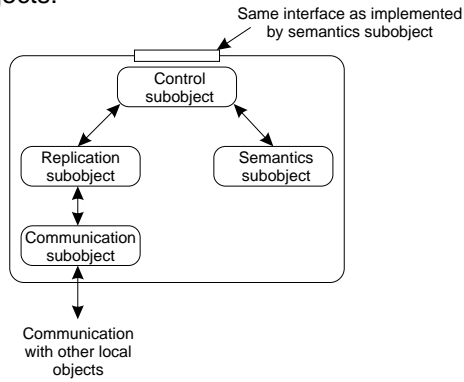 jects.
Same interface as implemented
by semantics subobject
Control
subobject
Replication
subobject
Semantics
subobject
Communication
subobject
Communication
with other local
objects